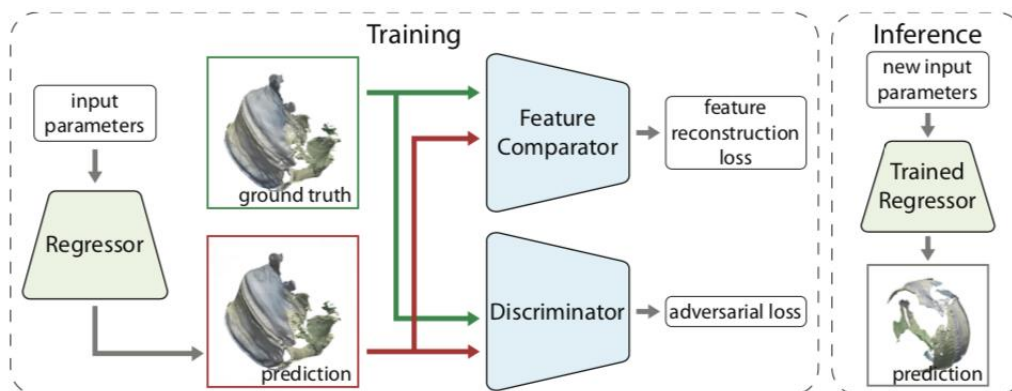 Training
input
parameters
Regressor
ground truth
prediction
Feature
Comparator
feature
reconstruction
loss
Discriminator
adversarial loss
Inference
new input
parameters
Trained
Regressor
prediction